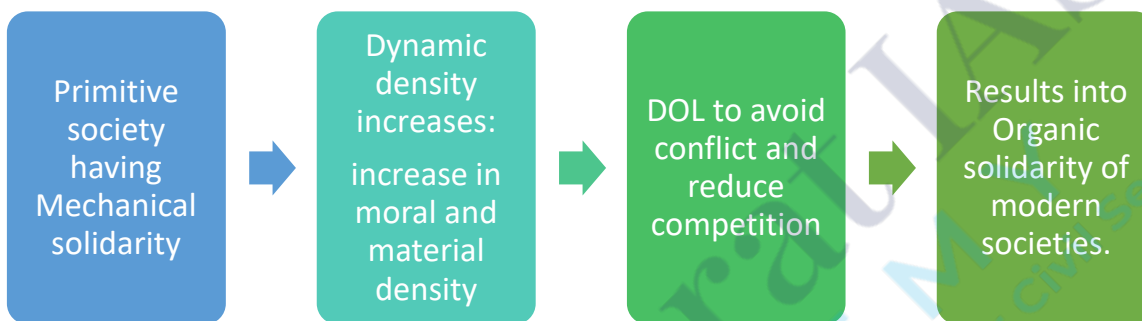 Primitive
society
having
Mechanical
solidarity
Dynamic
density
increases:
increase in
moral and
material
density
DOL to avoid
conflict and
reduce
competition
Results into
Organic
solidarity of
modern
societies.